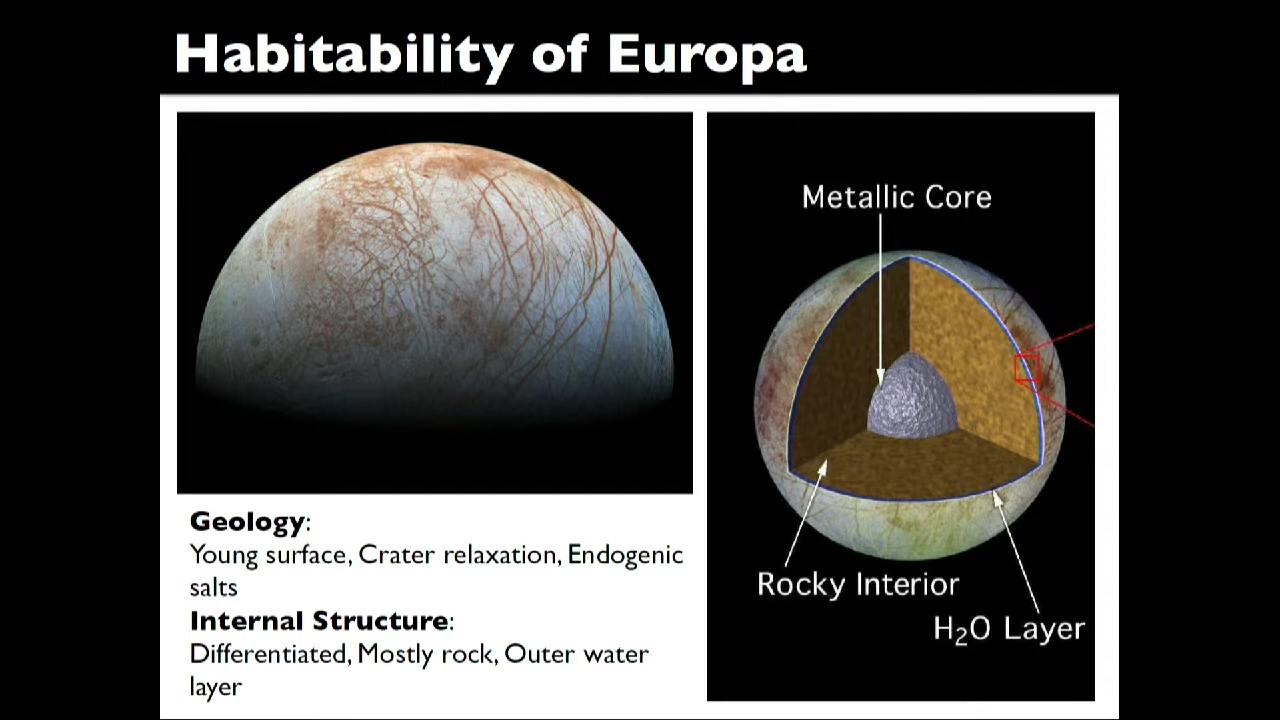 Habitability of Europa
Metallic Core
Rocky Interior
H₂O Layer
Geology:
Young surface, Crater relaxation, Endogenic
salts
Internal Structure:
Differentiated, Mostly rock, Outer water
layer